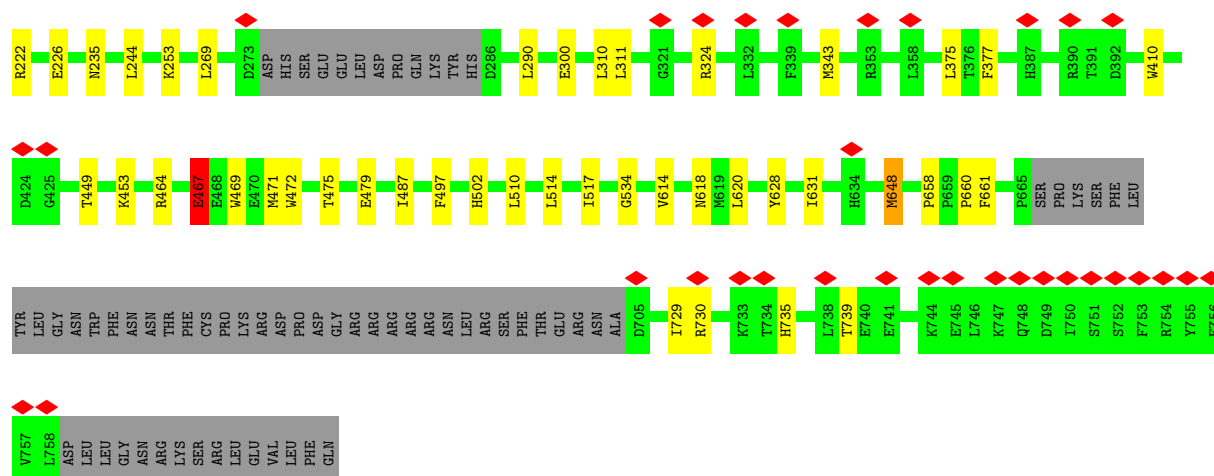 R222 E226 N235 L244 K253 L269 D273 ASP HIS SER GLU GLU LEU ASP PRO GLN LYS TYR HIS D286 L290 E300 L310 L311 G321 R324 L332 F339 M343 R353 L358 L375 T376 F377 H387 R390 T391 D392 W410
D424 G425 T449 K453 R464 E467 E468 W469 E470 M471 W472 T475 E479 I487 F497 H502 L510 L514 I517 G534 V614 N618 M619 L620 Y628 I631 H634 M648 P658 P659 P660 F661 P665 SER PRO LYS SER PHE LEU
TYR LEU GLY ASN TRP PHE ASN ASN THR PHE CYS PRO LYS ARG ASP PRO ASP GLY ARG ARG ARG ARG ARG ASN LEU ARG SER PHE THR GLU ARG ASN ALA D705 I729 R730 K733 T734 H735 L738 T739 E740 E741 K744 E745 L746 K747 Q748 D749 I750 S751 S752 F753 R754 Y755 E756
V757 L758 ASP LEU LEU GLY ASN ARG LYS SER ARG LEU GLU VAL LEU PHE GLN